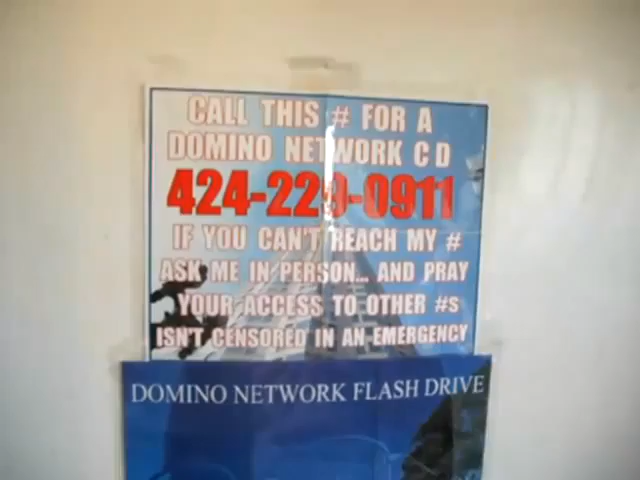 CALL THIS # FOR A
DOMINO NETWORK CD
424-229-0911
IF YOU CAN'T REACH MY #
ASK ME IN PERSON... AND PRAY
YOUR ACCESS TO OTHER #s
ISN'T CENSORED IN AN EMERGENCY
DOMINO NETWORK FLASH DRIVE